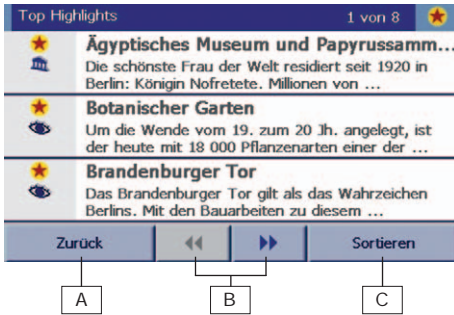 Top Highlights 1 von 8
Ägyptisches Museum und Papyrussamm...
Die schönste Frau der Welt residiert seit 1920 in
Berlin: Königin Nofretete. Millionen von ...
Botanischer Garten
Um die Wende vom 19. zum 20 Jh. angelegt, ist
der heute mit 18 000 Pflanzenarten einer der ...
Brandenburger Tor
Das Brandenburger Tor gilt als das Wahrzeichen
Berlins. Mit den Bauarbeiten zu diesem ...
Zurück Sortieren
A B C